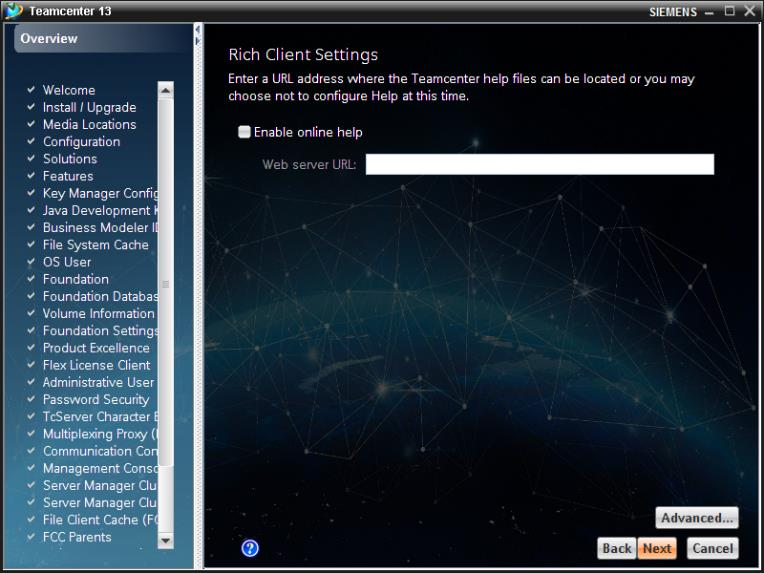 Teamcenter 13
SIEMENS
Overview
Welcome
Install / Upgrade
Media Locations
Configuration
Solutions
Features
Key Manager Config
Java Development
Business Modeler I
File System Cache
OS User
Foundation
Foundation Databas
Volume Information
Foundation Settings
Product Excellence
Flex License Client
Administrative User
Password Security
TcServer Character
Multiplexing Proxy (
Communication Con
Management Conso
Server Manager Clu
Server Manager Clu
File Client Cache (FC
FCC Parents
Rich Client Settings
Enter a URL address where the Teamcenter help files can be located or you may
choose not to configure Help at this time.
Enable online help
Web server URL:
Advanced...
?
Back Next Cancel